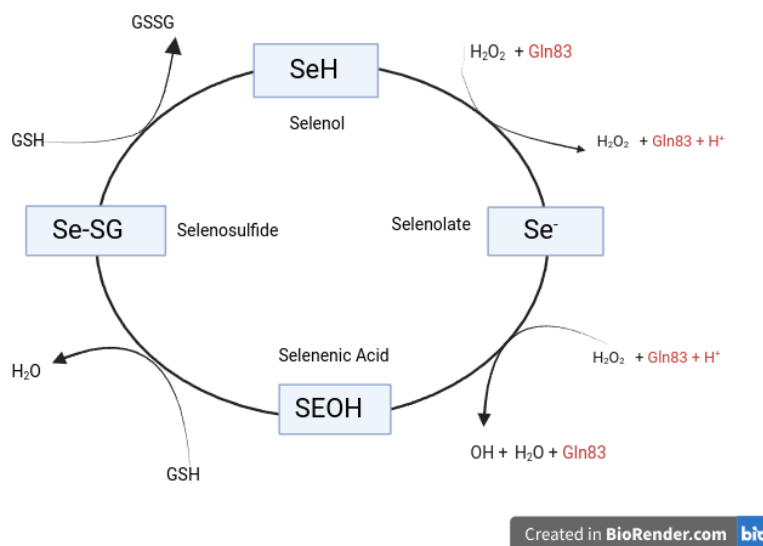 GSSG
SeH
H₂O₂ + Gln83
Selenol
GSH
H₂O₂ + Gln83 + H⁺
Se-SG
Selenosulfide
Selenolate
Se⁻
Selenenic Acid
H₂O₂ + Gln83 + H⁺
H₂O
SEOH
OH + H₂O + Gln83
GSH
Created in BioRender.com
bio